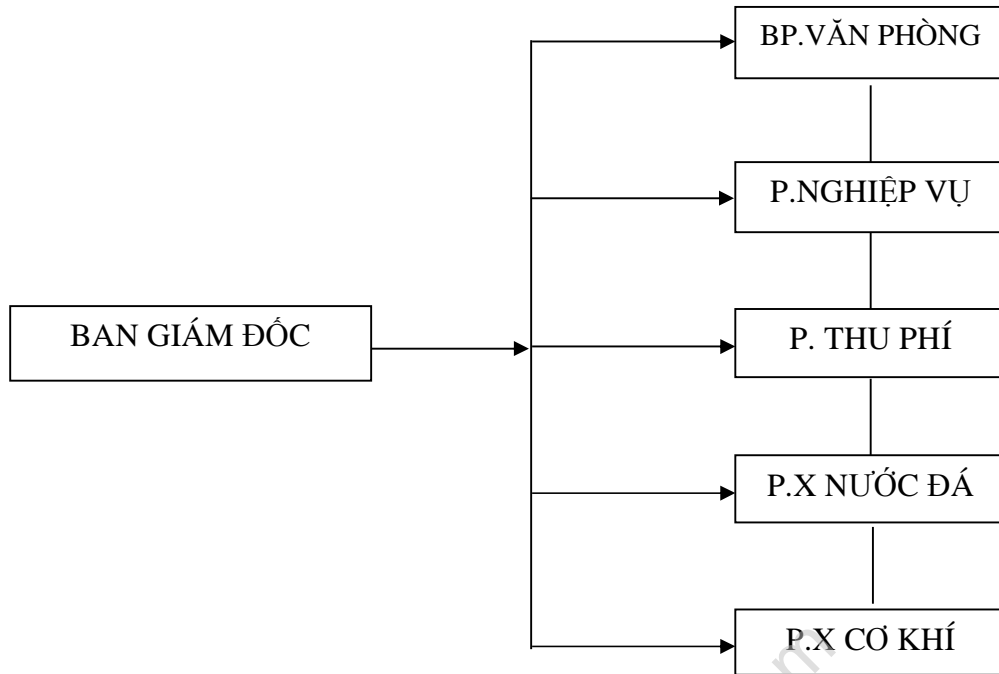 BP.VĂN PHÒNG
P.NGHIỆP VỤ
BAN GIÁM ĐỐC
P. THU PHÍ
P.X NƯỚC ĐÁ
P.X CƠ KHÍ
m